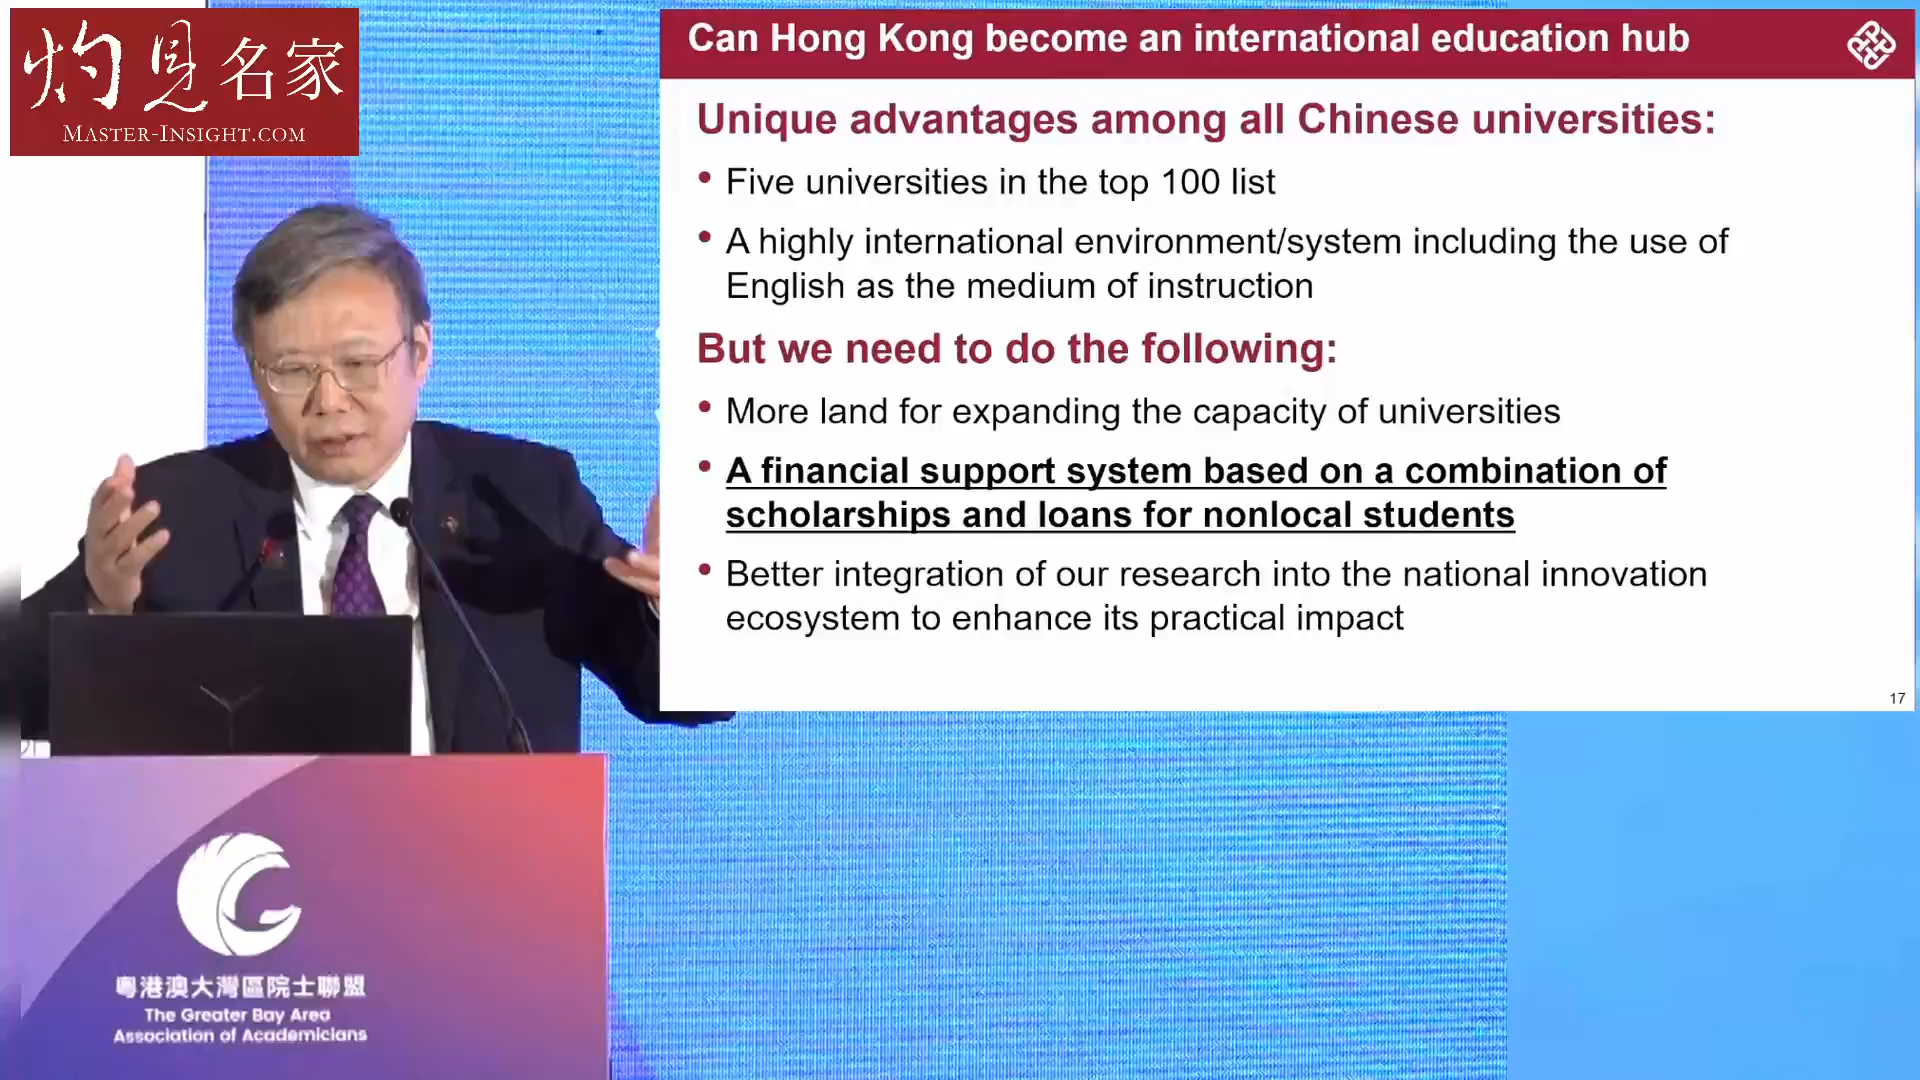 灼見名家
MASTER-INSIGHT.COM
Can Hong Kong become an international education hub
Unique advantages among all Chinese universities:
• Five universities in the top 100 list
• A highly international environment/system including the use of
English as the medium of instruction
But we need to do the following:
• More land for expanding the capacity of universities
• A financial support system based on a combination of
scholarships and loans for nonlocal students
• Better integration of our research into the national innovation
ecosystem to enhance its practical impact
17
粵港澳大灣區院士聯盟
The Greater Bay Area
Association of Academicians